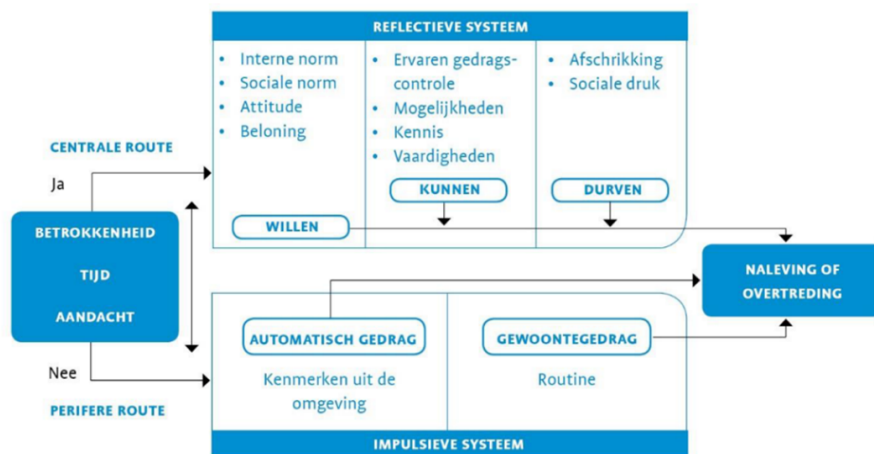 REFLECTIEVE SYSTEEM
• Interne norm
• Sociale norm
• Attitude
• Beloning
• Ervaren gedrags-
controle
• Mogelijkheden
• Kennis
• Vaardigheden
• Afschrikking
• Sociale druk
CENTRALE ROUTE
Ja
KUNNEN
DURVEN
WILLEN
BETROKKENHEID
TIJD
AANDACHT
NALEVING OF
OVERTREDING
AUTOMATISCH GEDRAG
GEWOONTEGEDRAG
Nee
Kenmerken uit de
omgeving
Routine
PERIFERE ROUTE
IMPULSIEVE SYSTEEM